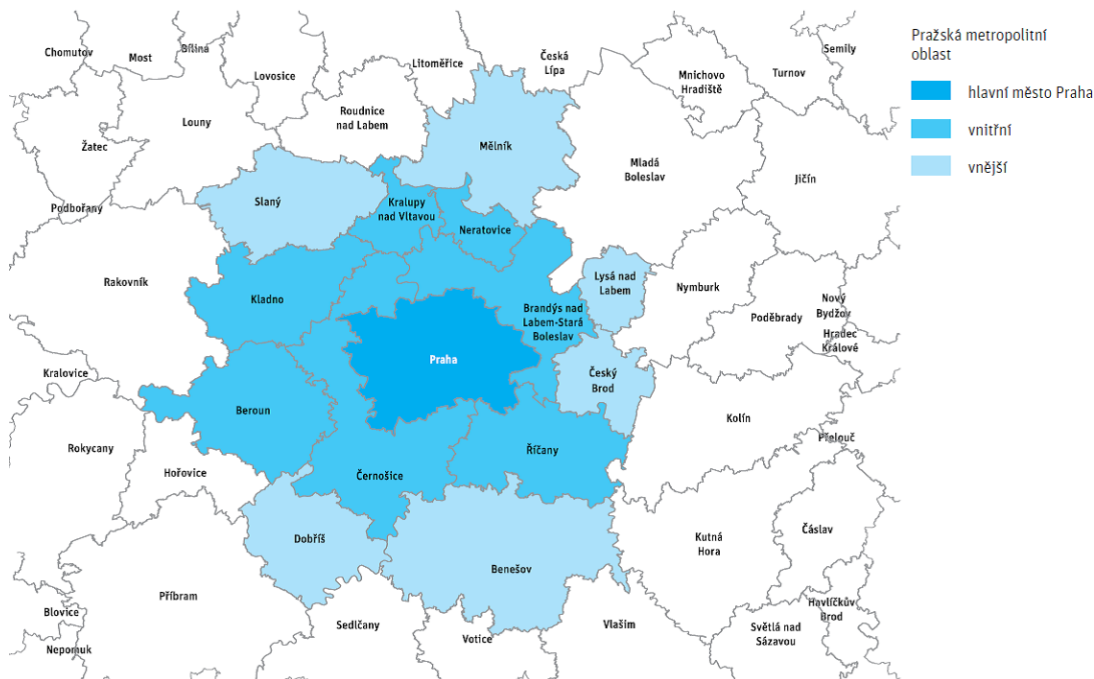 Chomutov
Most
Bílina
Lovosice
Litoměřice
Česká
Lípa
Mnichovo
Hradiště
Turnov
Semily
Pražská metropolitní
oblast
hlavní město Praha
vnitřní
vnější
Žatec
Louny
Roudnice
nad Labem
Mělník
Mladá
Boleslav
Jičín
Podbořany
Slaný
Kralupy
nad Vltavou
Neratovice
Rakovník
Kladno
Brandýs nad
Labem-Stará
Boleslav
Lysá nad
Labem
Nymburk
Poděbrady
Nový
Bydžov
Hradec
Králové
Kralovice
Beroun
Praha
Český
Brod
Kolín
Přelouč
Rokycany
Hořovice
Černošice
Říčany
Čáslav
Dobříš
Benešov
Kutná
Hora
Příbram
Sedlčany
Votice
Vlašim
Světlá nad
Sázavou
Havlíčkův
Brod
Blovice
Nepomuk